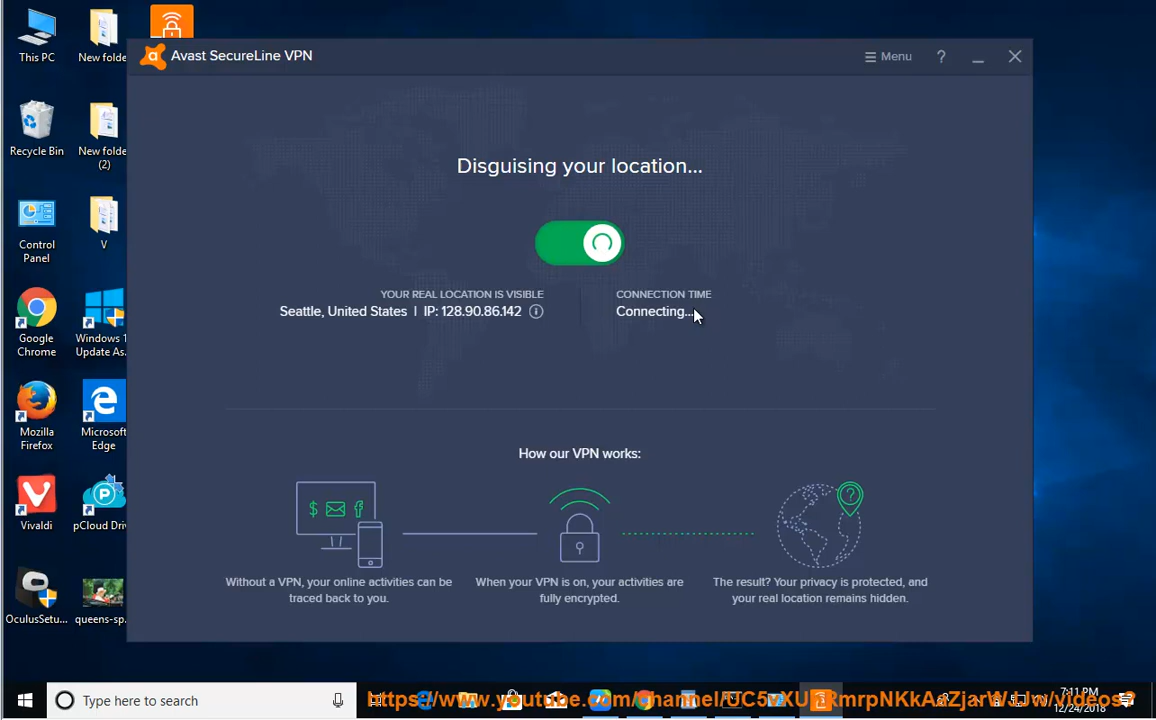 This PC
New folde
Avast SecureLine VPN
Menu
?
Recycle Bin
New folde
(2)
Disguising your location...
Control
Panel
V
YOUR REAL LOCATION IS VISIBLE
Seattle, United States | IP: 128.90.86.142
CONNECTION TIME
Connecting...
Google
Chrome
Windows 1
Update As...
Mozilla
Firefox
Microsoft
Edge
How our VPN works:
Vivaldi
pCloud Driv
Without a VPN, your online activities can be
traced back to you.
When your VPN is on, your activities are
fully encrypted.
The result? Your privacy is protected, and
your real location remains hidden.
OculusSetu...
queens-sp...
Type here to search
7:11 PM
12/24/2018